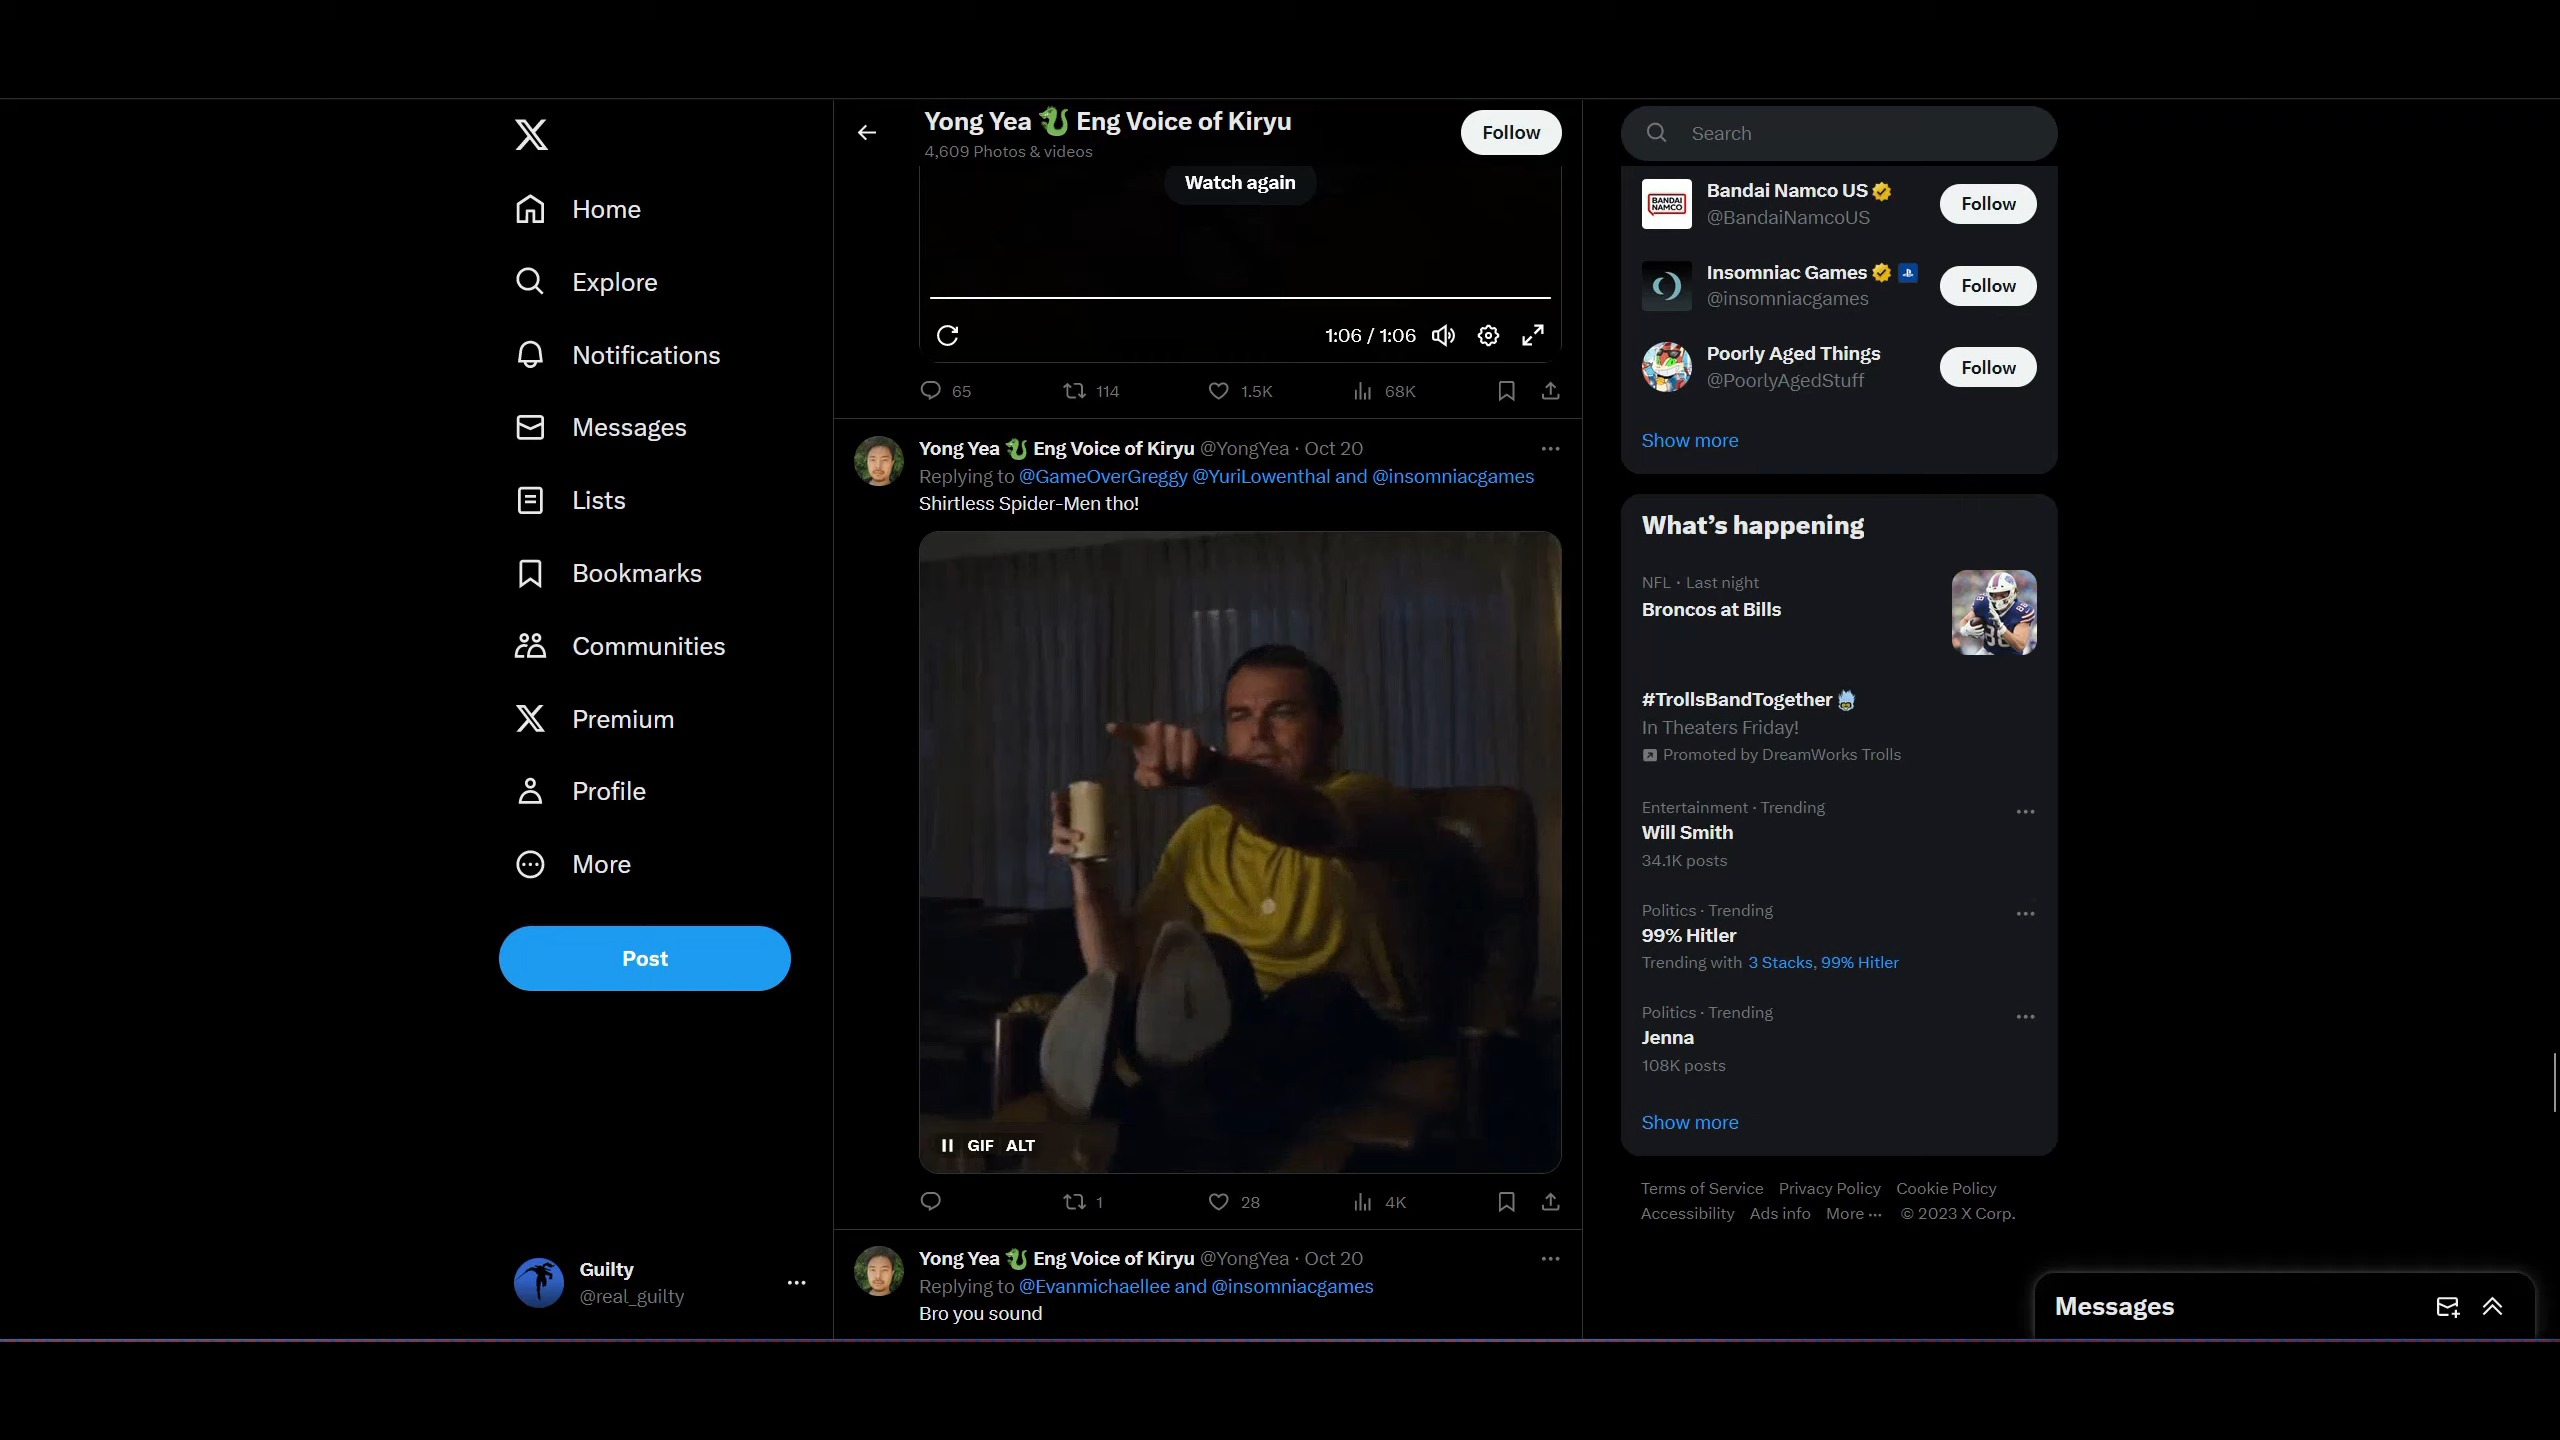 Home
Explore
Notifications
Messages
Lists
Bookmarks
Communities
Premium
Profile
More
Post
Guilty
@real_guilty
Yong Yea 🐉 Eng Voice of Kiryu
4,609 Photos & videos
Follow
Watch again
1:06 / 1:06
65 114 1.5K 68K
Yong Yea 🐉 Eng Voice of Kiryu @YongYea · Oct 20
Replying to @GameOverGreggy @YuriLowenthal and @insomniacgames
Shirtless Spider-Men tho!
GIF ALT
1 28 4K
Yong Yea 🐉 Eng Voice of Kiryu @YongYea · Oct 20
Replying to @Evanmichaellee and @insomniacgames
Bro you sound
Search
BANDAI
NAMCO
Bandai Namco US
@BandaiNamcoUS
Follow
Insomniac Games
@insomniacgames
Follow
Poorly Aged Things
@PoorlyAgedStuff
Follow
Show more
What's happening
NFL · Last night
Broncos at Bills
#TrollsBandTogether
In Theaters Friday!
Promoted by DreamWorks Trolls
Entertainment · Trending
Will Smith
34.1K posts
Politics · Trending
99% Hitler
Trending with 3 Stacks, 99% Hitler
Politics · Trending
Jenna
108K posts
Show more
Terms of Service Privacy Policy Cookie Policy
Accessibility Ads info More ··· © 2023 X Corp.
Messages